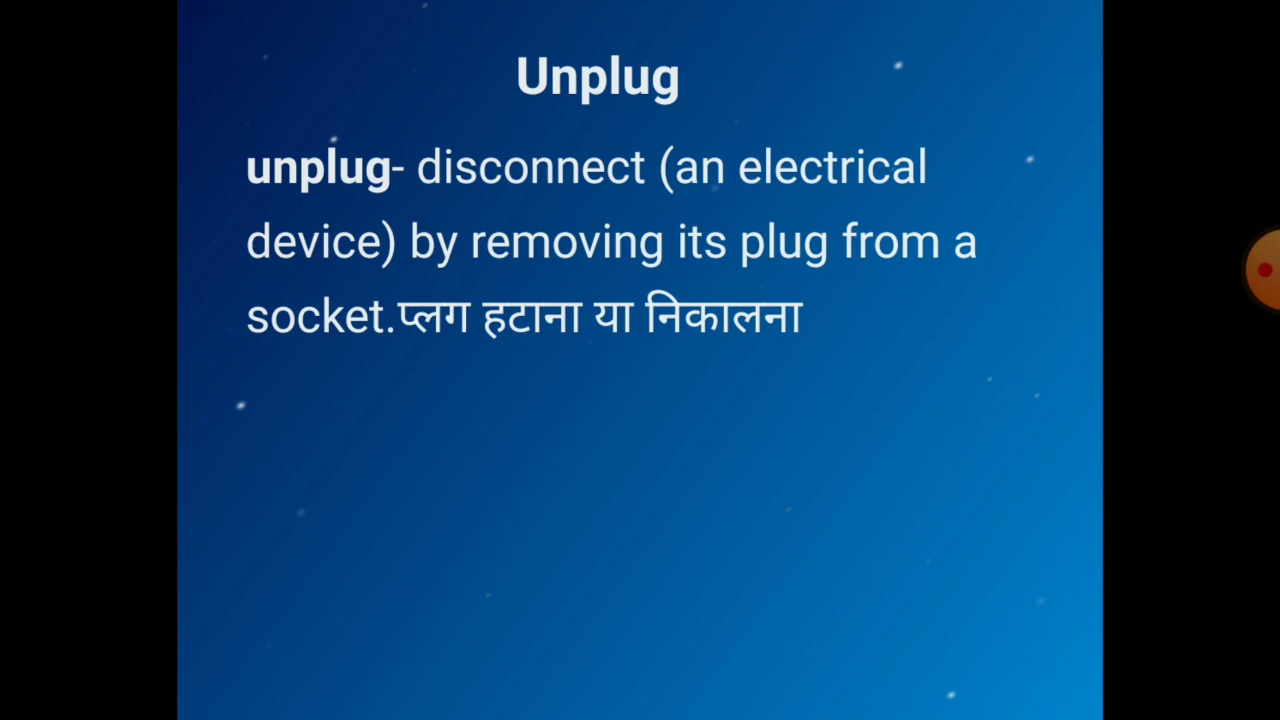 Unplug
unplug- disconnect (an electrical
device) by removing its plug from a
socket.प्लग हटाना या निकालना